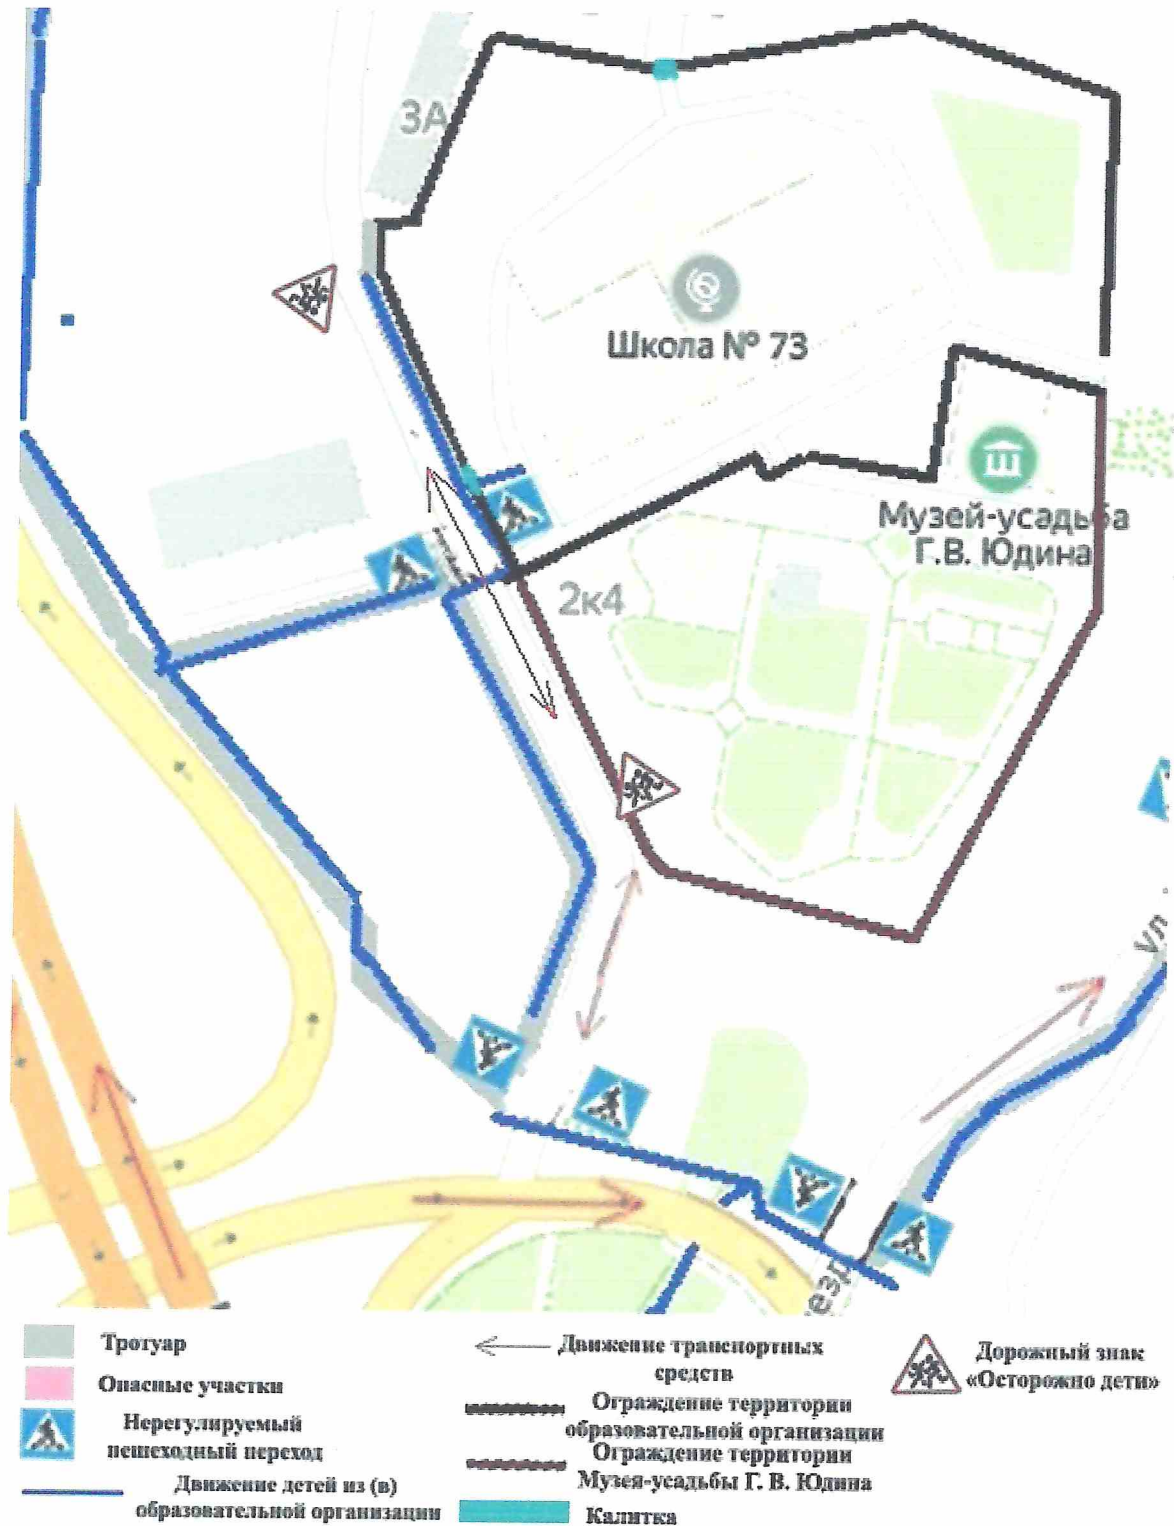 3А
Школа № 73
Музей-усадьба
Г.В. Юдина
2к4
ул
езд
Тротуар
Опасные участки
Нерегулируемый
пешеходный переход
Движение детей из (в)
образовательной организации
Движение транспортных
средств
Ограждение территории
образовательной организации
Ограждение территории
Музея-усадьбы Г. В. Юдина
Калитка
Дорожный знак
«Осторожно дети»